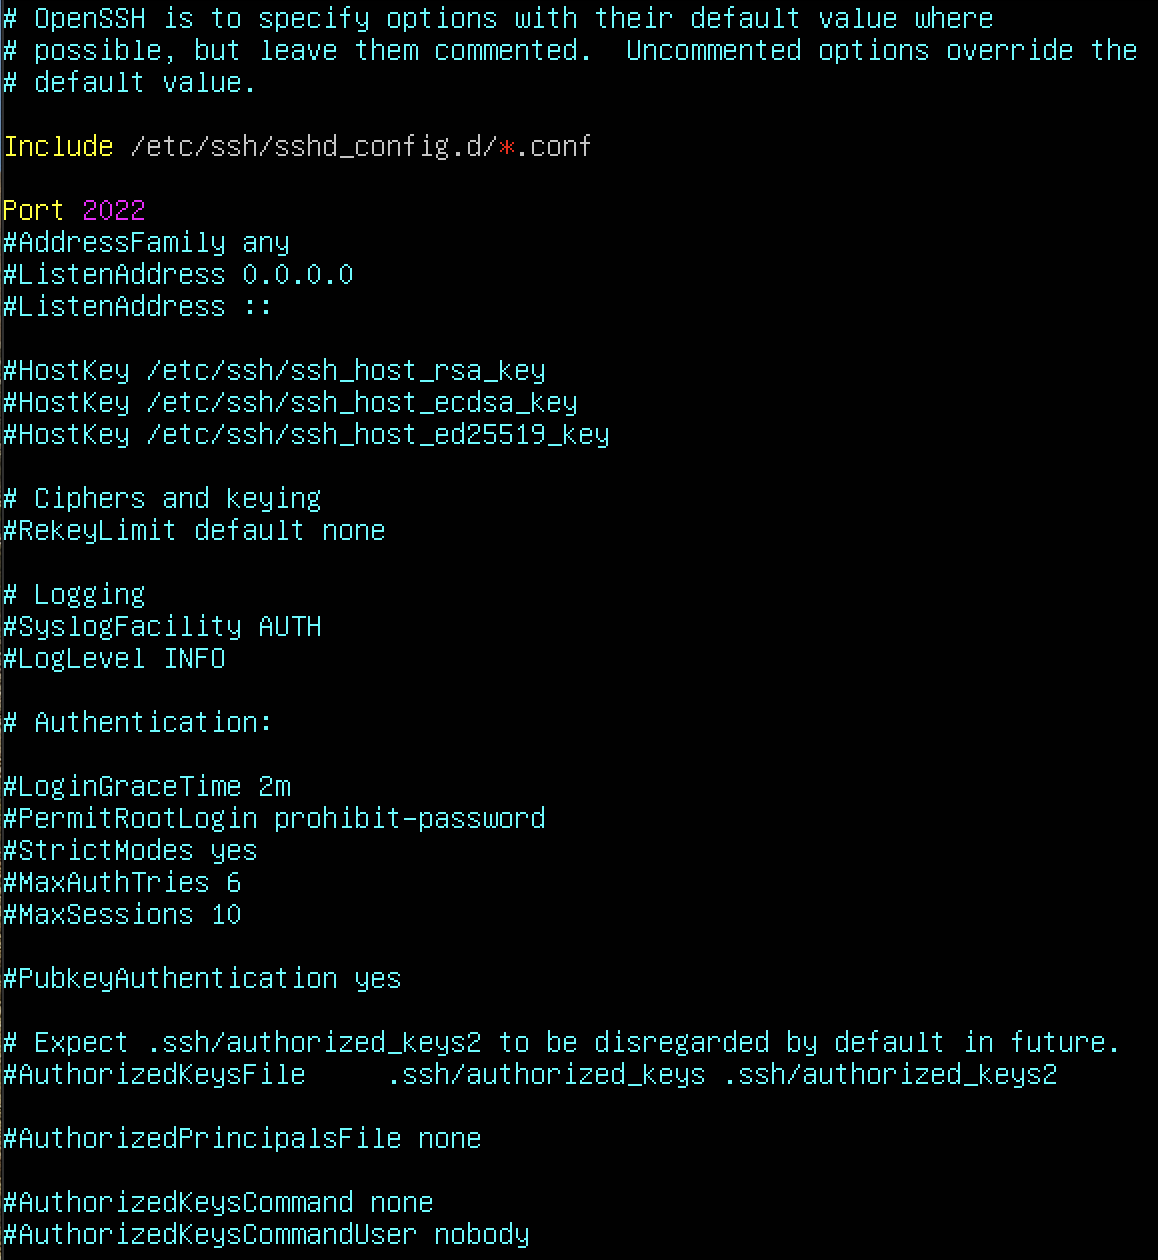 # OpenSSH is to specify options with their default value where
# possible, but leave them commented.  Uncommented options override the
# default value.
Include /etc/ssh/sshd_config.d/*.conf
Port 2022
#AddressFamily any
#ListenAddress 0.0.0.0
#ListenAddress ::
#HostKey /etc/ssh/ssh_host_rsa_key
#HostKey /etc/ssh/ssh_host_ecdsa_key
#HostKey /etc/ssh/ssh_host_ed25519_key
# Ciphers and keying
#RekeyLimit default none
# Logging
#SyslogFacility AUTH
#LogLevel INFO
# Authentication:
#LoginGraceTime 2m
#PermitRootLogin prohibit-password
#StrictModes yes
#MaxAuthTries 6
#MaxSessions 10
#PubkeyAuthentication yes
# Expect .ssh/authorized_keys2 to be disregarded by default in future.
#AuthorizedKeysFile     .ssh/authorized_keys .ssh/authorized_keys2
#AuthorizedPrincipalsFile none
#AuthorizedKeysCommand none
#AuthorizedKeysCommandUser nobody